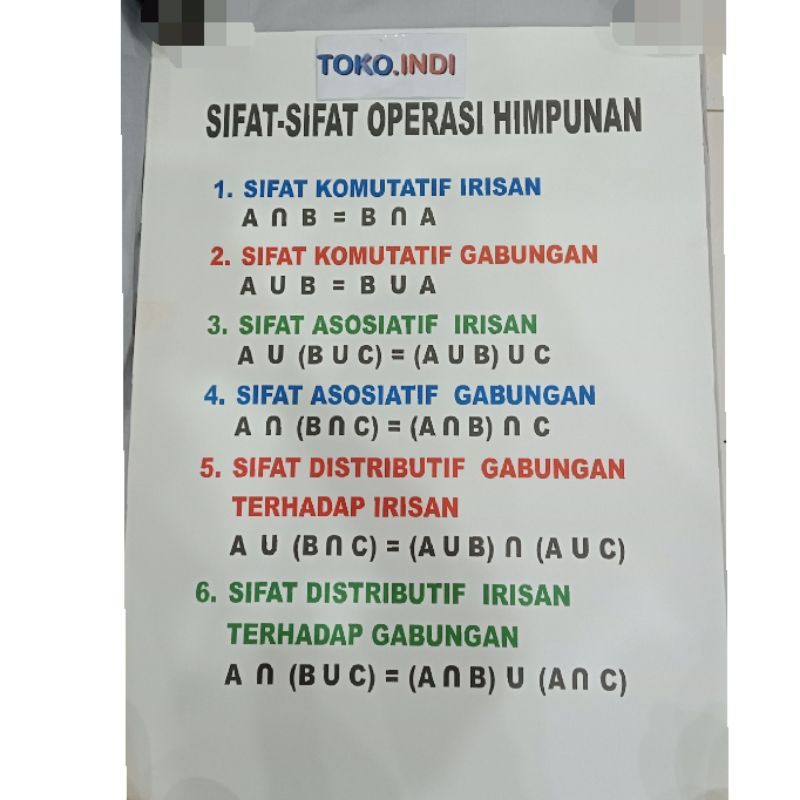 TOKO.INDI
SIFAT-SIFAT OPERASI HIMPUNAN
1. SIFAT KOMUTATIF IRISAN
A ∩ B = B ∩ A
2. SIFAT KOMUTATIF GABUNGAN
A U B = B U A
3. SIFAT ASOSIATIF IRISAN
A U (B U C) = (A U B) U C
4. SIFAT ASOSIATIF GABUNGAN
A ∩ (B ∩ C) = (A ∩ B) ∩ C
5. SIFAT DISTRIBUTIF GABUNGAN
TERHADAP IRISAN
A U (B ∩ C) = (A U B) ∩ (A U C)
6. SIFAT DISTRIBUTIF IRISAN
TERHADAP GABUNGAN
A ∩ (B U C) = (A ∩ B) U (A ∩ C)